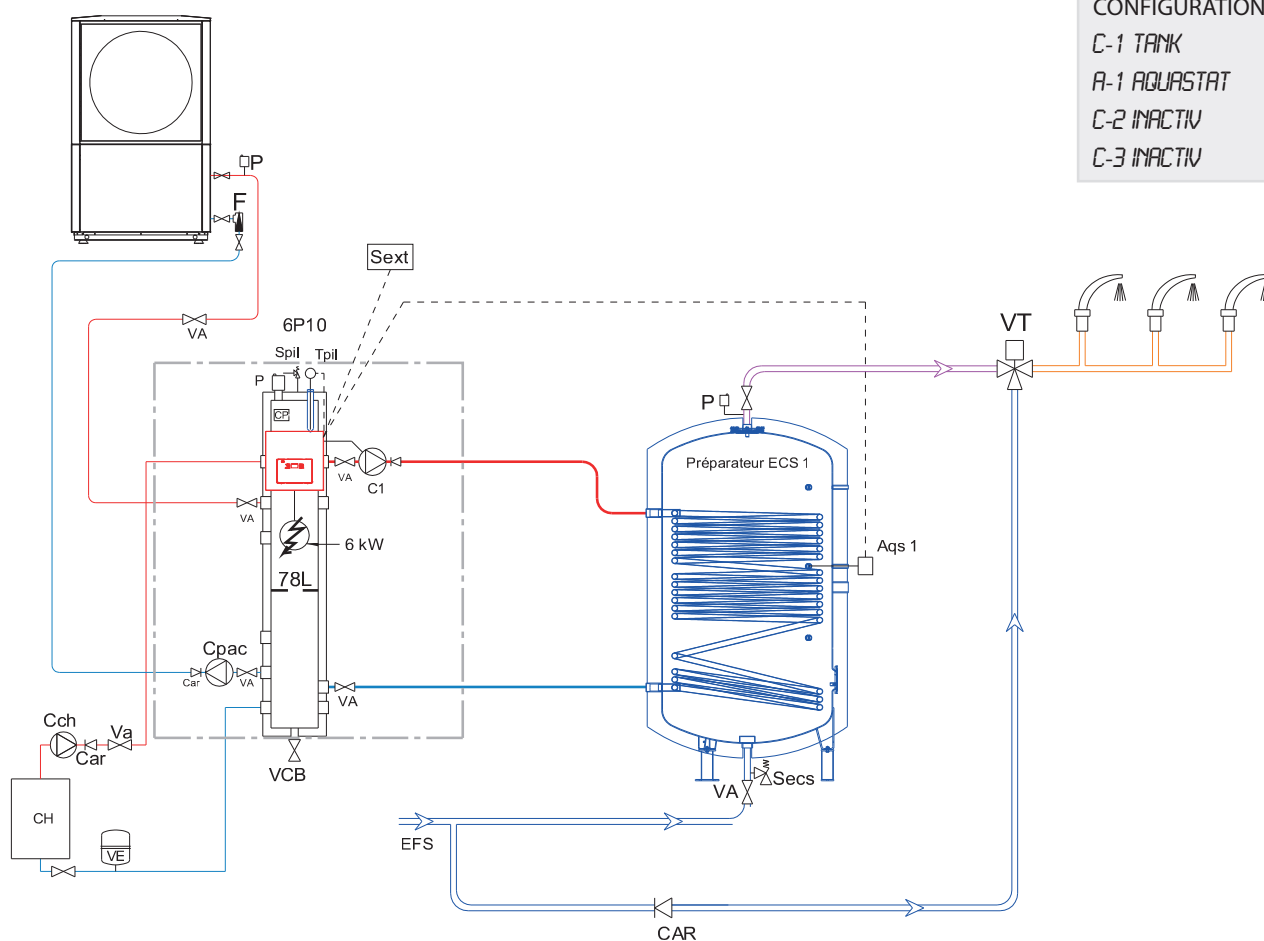 CONFIGURATION
C-1 TANK
A-1 AQUASTAT
C-2 INACTIV
C-3 INACTIV
P
F
Sext
VA
6P10
VT
Spil
Tpil
P
CP
P
Préparateur ECS 1
VA
C1
VA
6 kW
Aqs 1
78L
Cpac
Car
VA
VA
Cch
Va
Car
VCB
Secs
VA
CH
EFS
VE
CAR